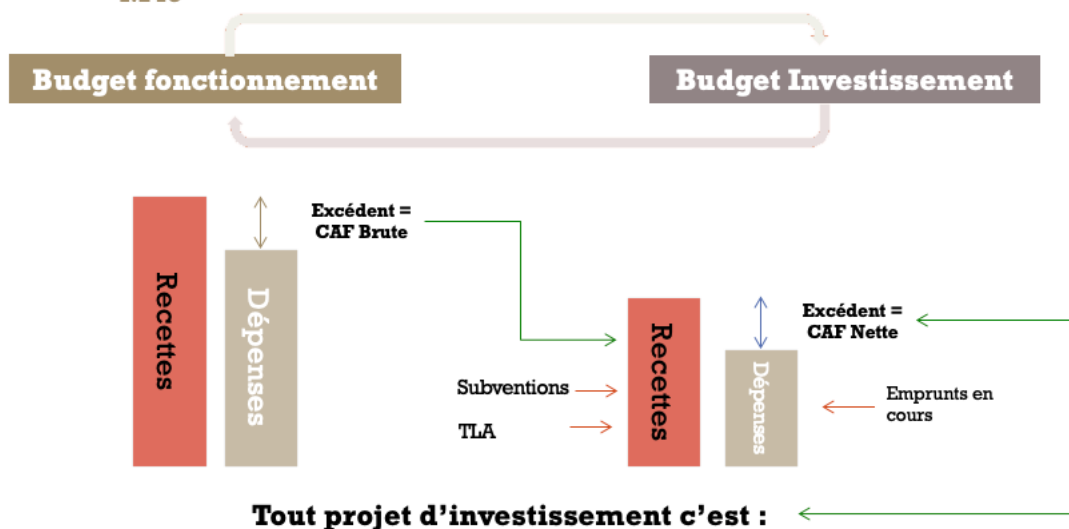 Budget fonctionnement
Budget Investissement
Excédent =
CAF Brute
Recettes
Dépenses
Excédent =
CAF Nette
Recettes
Dépenses
Subventions
TLA
Emprunts en
cours
Tout projet d'investissement c'est :